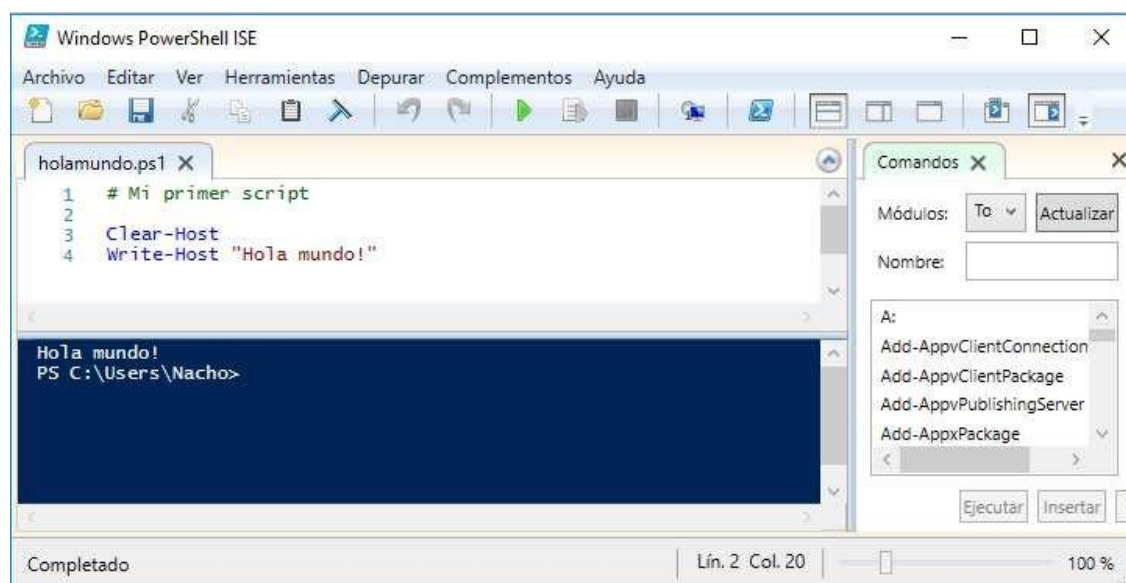 Windows PowerShell ISE
Archivo Editar Ver Herramientas Depurar Complementos Ayuda
holamundo.ps1
1 # Mi primer script
2
3 Clear-Host
4 Write-Host "Hola mundo!"
Hola mundo!
PS C:\Users\Nacho>
Comandos
Módulos: To Actualizar
Nombre:
A:
Add-AppvClientConnection
Add-AppvClientPackage
Add-AppvPublishingServer
Add-AppxPackage
Ejecutar Insertar
Completado Lín. 2 Col. 20 100 %